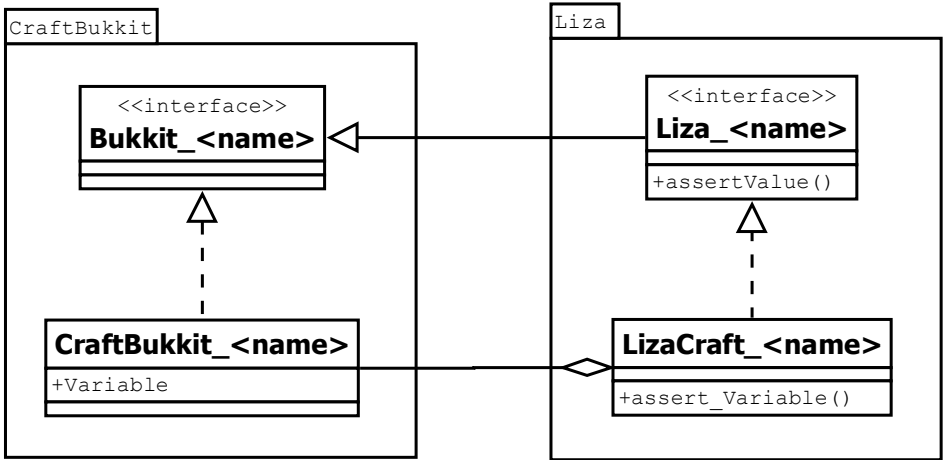 CraftBukkit
<<interface>>
Bukkit_<name>
CraftBukkit_<name>
+Variable
Liza
<<interface>>
Liza_<name>
+assertValue()
LizaCraft_<name>
+assert_Variable()